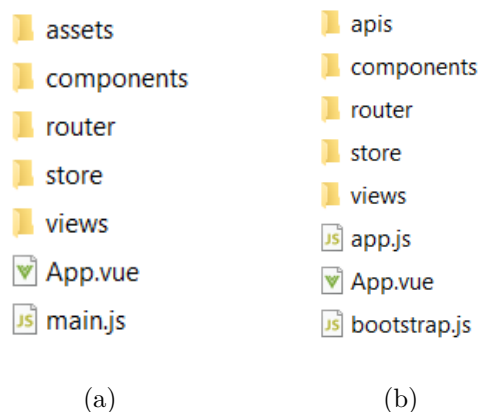 assets
components
router
store
views
App.vue
main.js
(a)
apis
components
router
store
views
app.js
App.vue
bootstrap.js
(b)